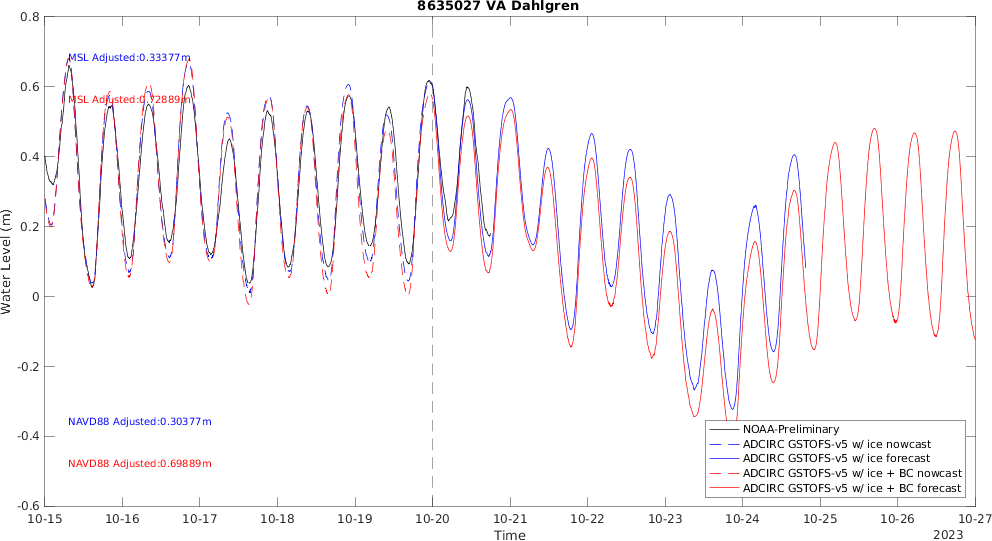 8635027 VA Dahlgren
0.8
0.6
0.4
0.2
0
-0.2
-0.4
-0.6
Water Level (m)
MSL Adjusted:0.33377m
MSL Adjusted:0.72889m
NAVD88 Adjusted:0.30377m
NAVD88 Adjusted:0.69889m
NOAA-Preliminary
ADCIRC GSTOFS-v5 w/ ice nowcast
ADCIRC GSTOFS-v5 w/ ice forecast
ADCIRC GSTOFS-v5 w/ ice + BC nowcast
ADCIRC GSTOFS-v5 w/ ice + BC forecast
10-15 10-16 10-17 10-18 10-19 10-20 10-21 10-22 10-23 10-24 10-25 10-26 10-27
Time
2023